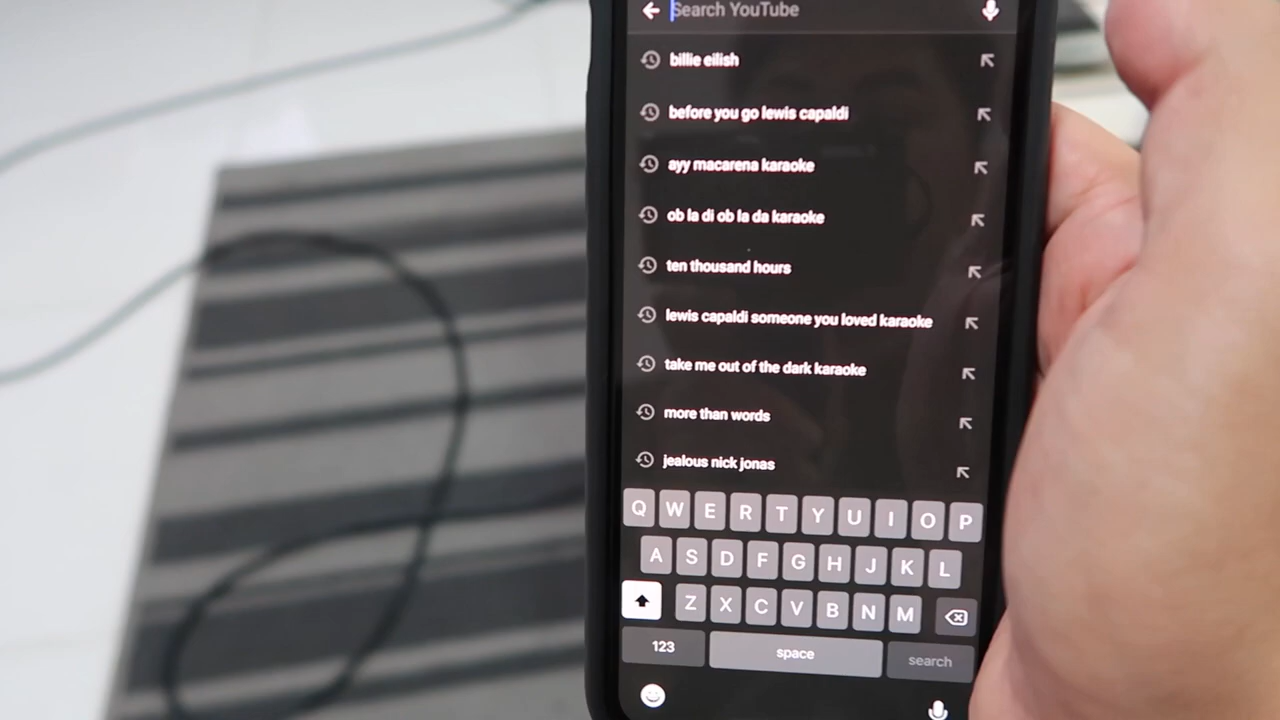 Search YouTube
billie eilish
before you go lewis capaldi
ayy macarena karaoke
ob la di ob la da karaoke
ten thousand hours
lewis capaldi someone you loved karaoke
take me out of the dark karaoke
more than words
jealous nick jonas
Q W E R T Y U I O P
A S D F G H J K L
Z X C V B N M
123 space search